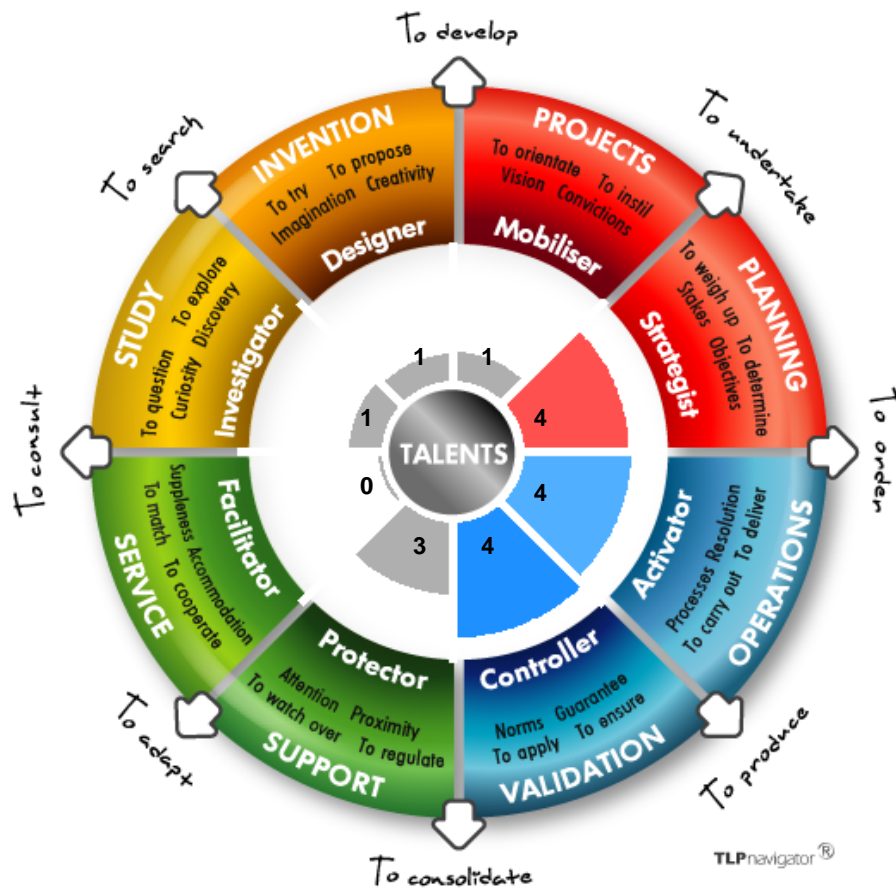 To develop
To undertake
To order
To produce
To consolidate
To adapt
To consult
To search
PROJECTS
To orientate To instil
Vision Convictions
Mobiliser
PLANNING
To weigh up To determine
Stakes Objectives
Strategist
OPERATIONS
To carry out To deliver
Processes Resolution
Activator
Controller
Norms Guarantee
To apply To ensure
VALIDATION
Protector
Attention Proximity
To watch over To regulate
SUPPORT
Facilitator
Suppleness Accommodation
To match To cooperate
SERVICE
STUDY
To question To explore
Curiosity Discovery
Investigator
INVENTION
To try To propose
Imagination Creativity
Designer
1
1
4
4
4
3
0
1
TALENTS
TLPnavigator ®